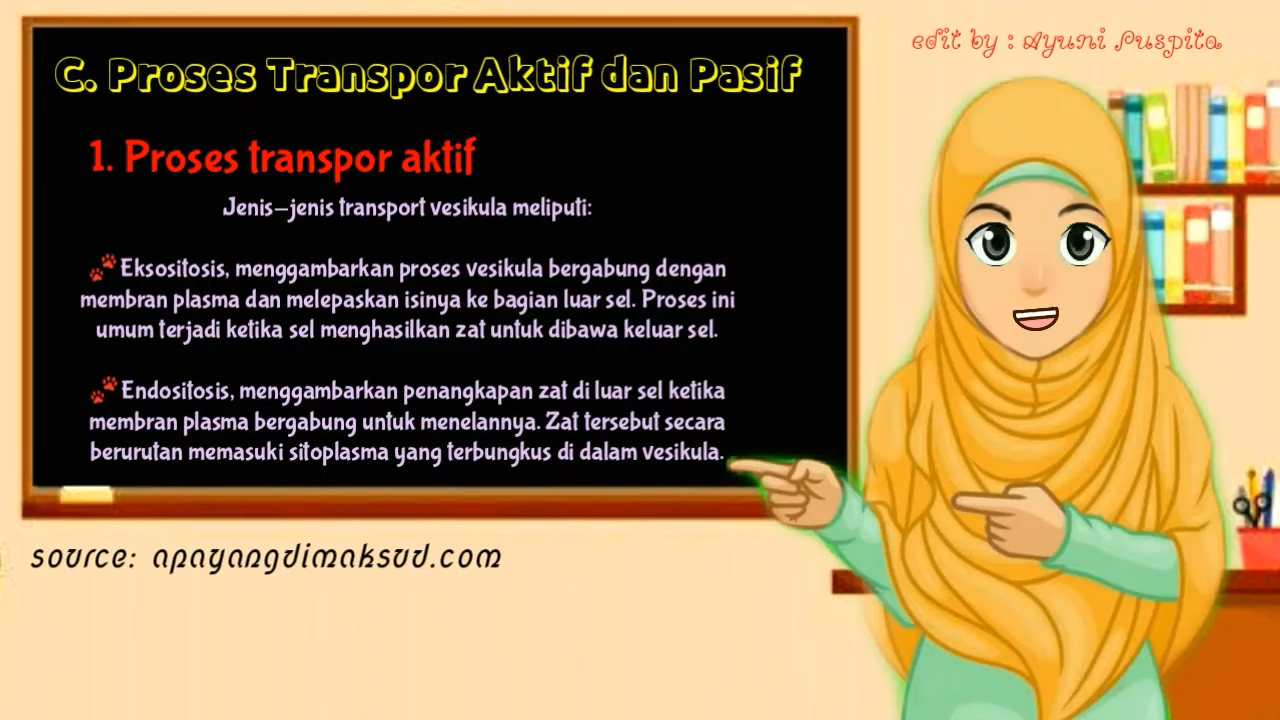 edit by : Ayuni Puspita
C. Proses Transpor Aktif dan Pasif
1. Proses transpor aktif
Jenis-jenis transport vesikula meliputi:
Eksositosis, menggambarkan proses vesikula bergabung dengan
membran plasma dan melepaskan isinya ke bagian luar sel. Proses ini
umum terjadi ketika sel menghasilkan zat untuk dibawa keluar sel.
Endositosis, menggambarkan penangkapan zat di luar sel ketika
membran plasma bergabung untuk menelannya. Zat tersebut secara
berurutan memasuki sitoplasma yang terbungkus di dalam vesikula.
source: apayangdimaksud.com